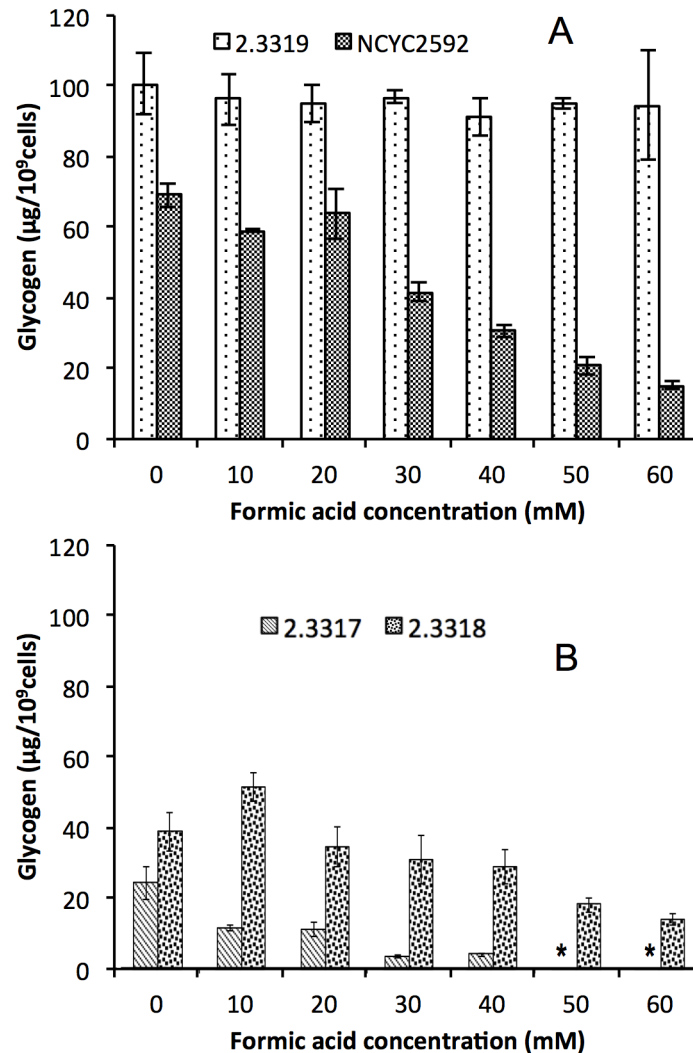 120
2.3319 NCYC2592
A
100
80
60
40
20
0
Glycogen (µg/10⁹cells)
0 10 20 30 40 50 60
Formic acid concentration (mM)
120
2.3317 2.3318
B
100
80
60
40
20
0
Glycogen (µg/10⁹cells)
* *
0 10 20 30 40 50 60
Formic acid concentration (mM)